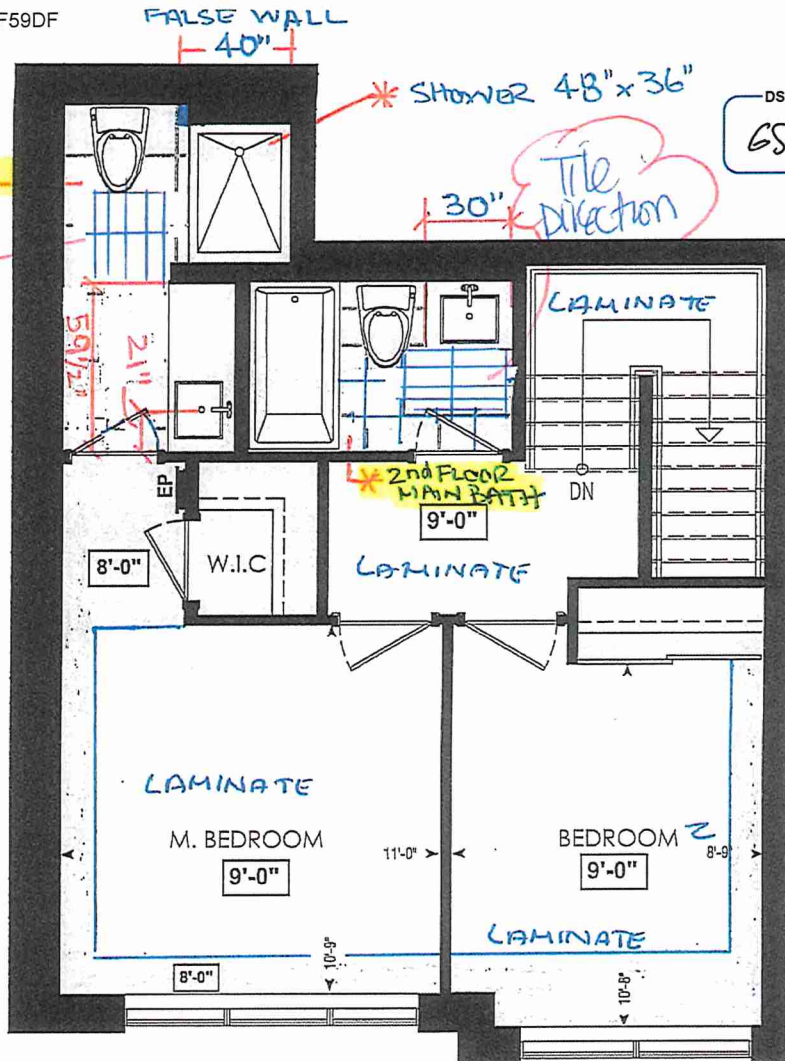 F59DF
FALSE WALL
40"
* SHOWER 48" x 36"
DS
GS
Tile
Direction
30"
LAMINATE
59 1/2"
21"
* 2nd FLOOR
MAIN BATH
9'-0"
DN
EP
8'-0"
W.I.C
LAMINATE
LAMINATE
M. BEDROOM
9'-0"
11'-0"
BEDROOM 2
9'-0"
8'-9
LAMINATE
8'-0"
10'-9"
10'-8"